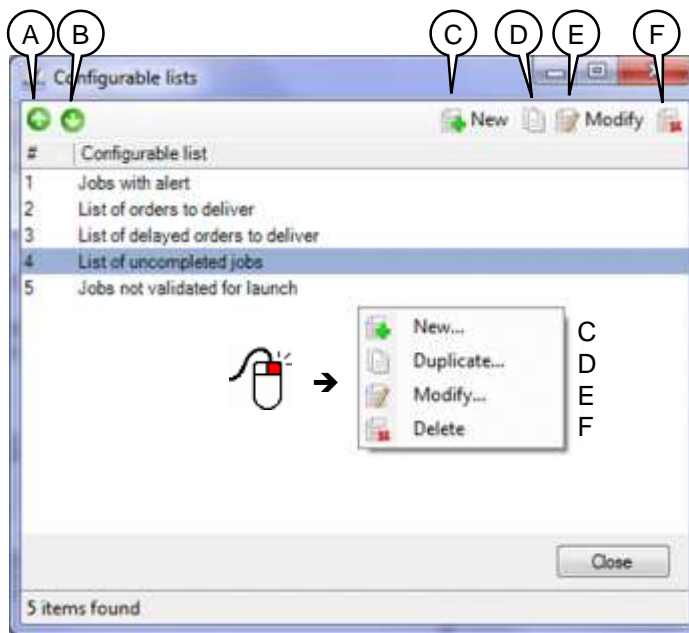 A B C D E F
Configurable lists
New Modify
# Configurable list
1 Jobs with alert
2 List of orders to deliver
3 List of delayed orders to deliver
4 List of uncompleted jobs
5 Jobs not validated for launch
New... C
Duplicate... D
Modify... E
Delete F
Close
5 items found